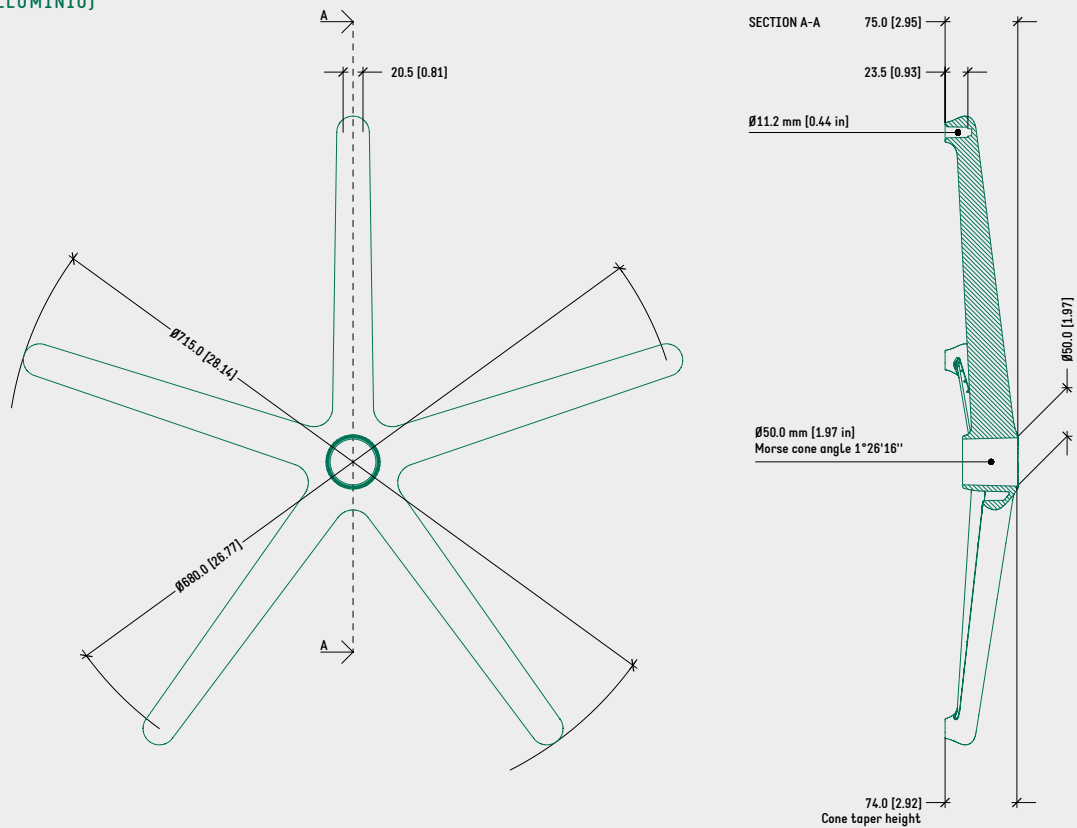 A
20.5 [0.81]
Ø715.0 [28.14]
Ø680.0 [26.77]
A
SECTION A-A
75.0 [2.95]
23.5 [0.93]
Ø11.2 mm [0.44 in]
Ø50.0 [1.97]
Ø50.0 mm [1.97 in]
Morse cone angle 1°26'16''
74.0 [2.92]
Cone taper height